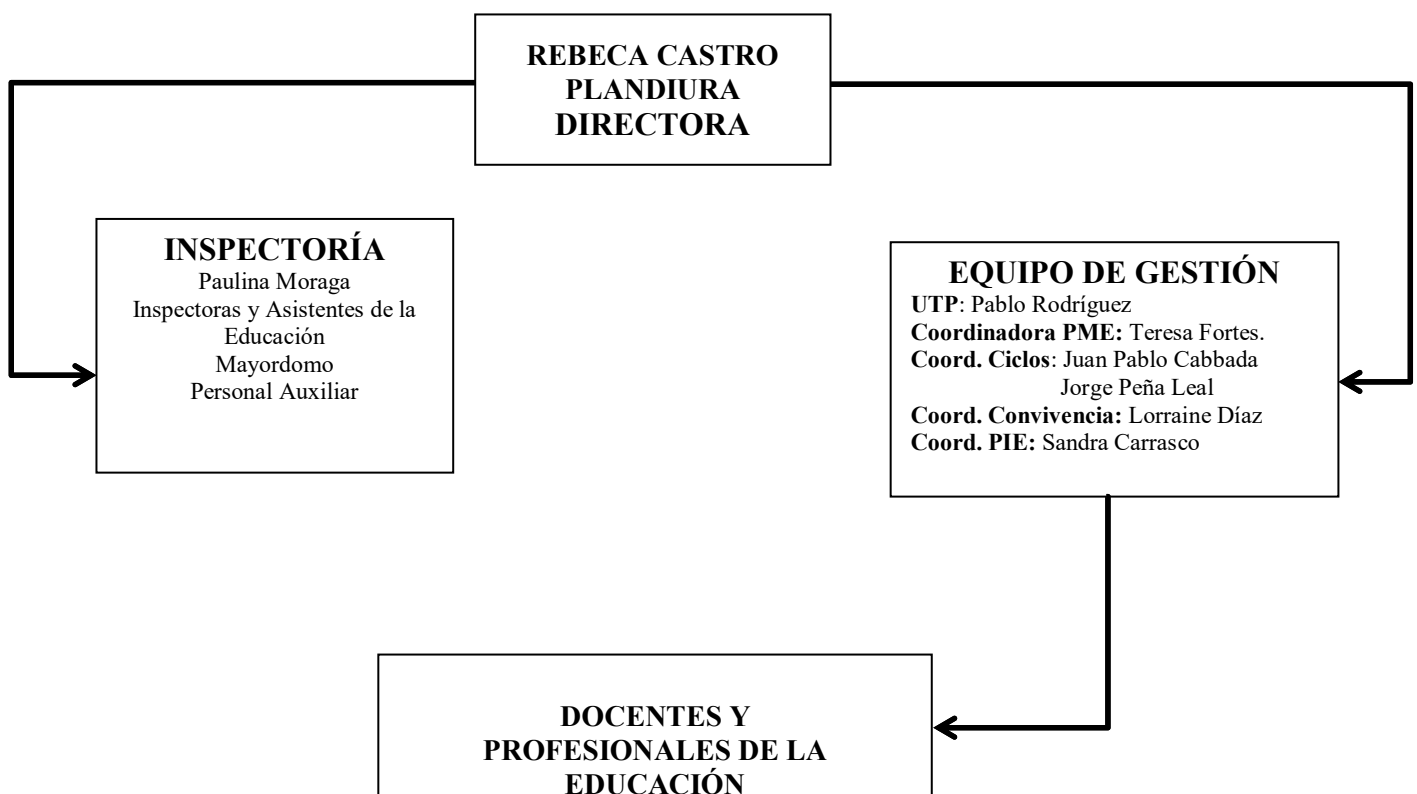 REBECA CASTRO
PLANDIURA
DIRECTORA
INSPECTORÍA
Paulina Moraga
Inspectoras y Asistentes de la
Educación
Mayordomo
Personal Auxiliar
EQUIPO DE GESTIÓN
UTP: Pablo Rodríguez
Coordinadora PME: Teresa Fortes.
Coord. Ciclos: Juan Pablo Cabbada
Jorge Peña Leal
Coord. Convivencia: Lorraine Díaz
Coord. PIE: Sandra Carrasco
DOCENTES Y
PROFESIONALES DE LA
EDUCACIÓN